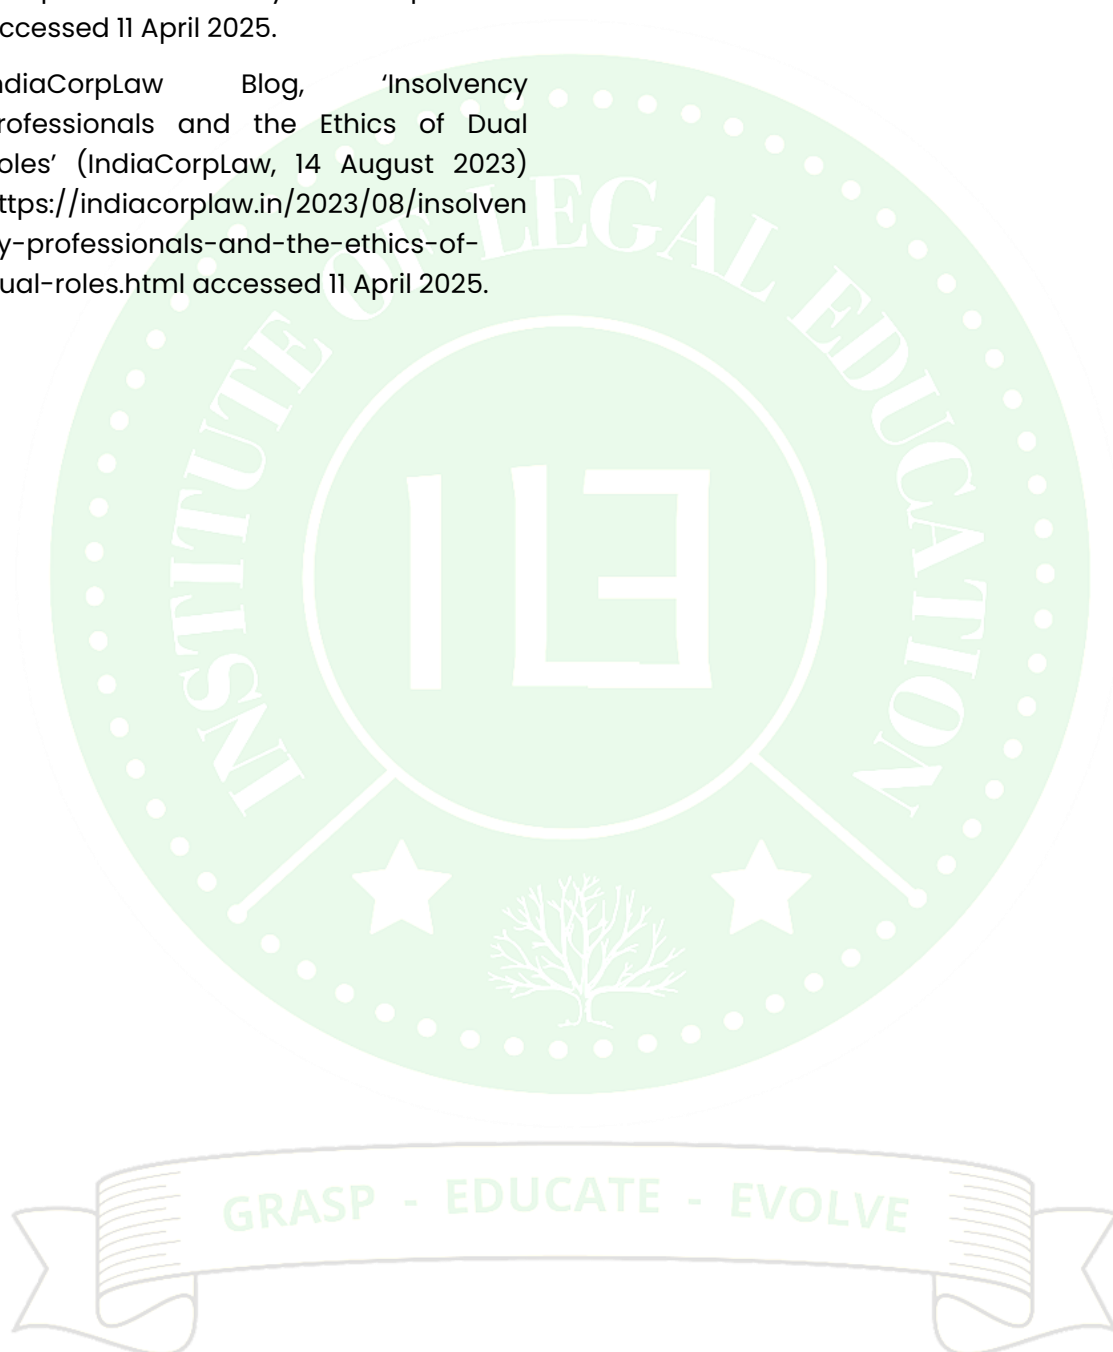 ccessed 11 April 2025.
ndiaCorpLaw Blog, ‘Insolvency
rofessionals and the Ethics of Dual
oles’ (IndiaCorpLaw, 14 August 2023)
ttps://indiacorplaw.in/2023/08/insolven
y-professionals-and-the-ethics-of-
ual-roles.html accessed 11 April 2025.
INSTITUTE OF LEGAL EDUCATION
ILE
GRASP - EDUCATE - EVOLVE